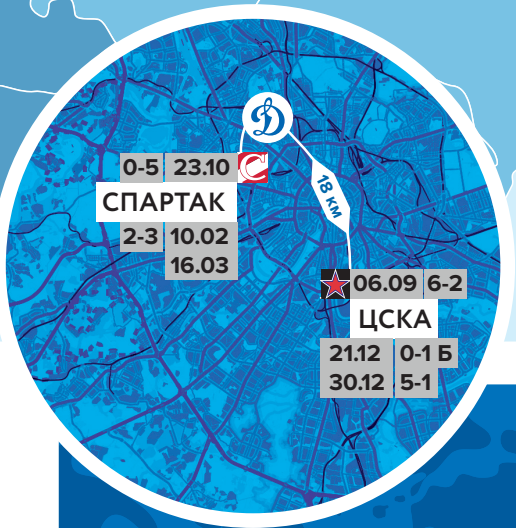 Д
0-5 23.10 С
СПАРТАК
2-3 10.02
16.03
18 км
06.09 6-2
ЦСКА
21.12 0-1 Б
30.12 5-1